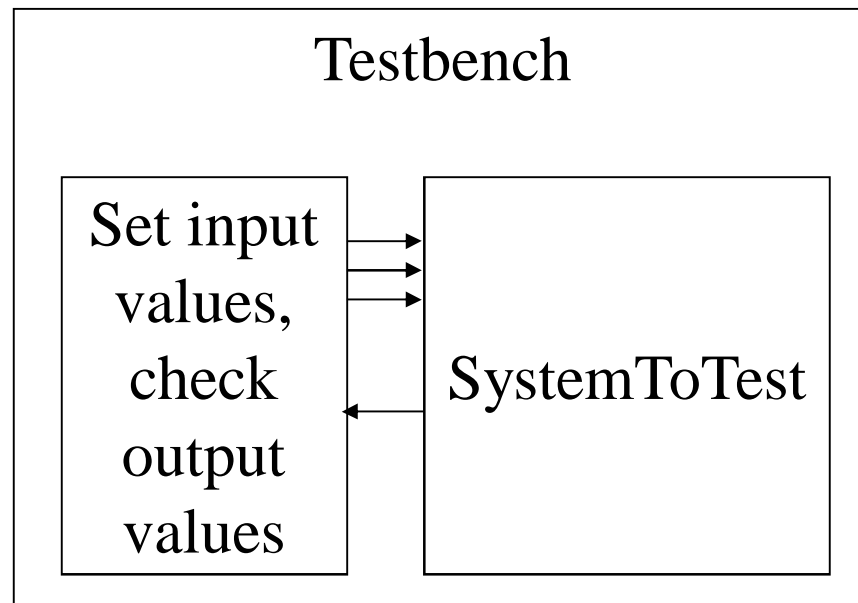 Testbench
Set input
values,
check
output
values
SystemToTest